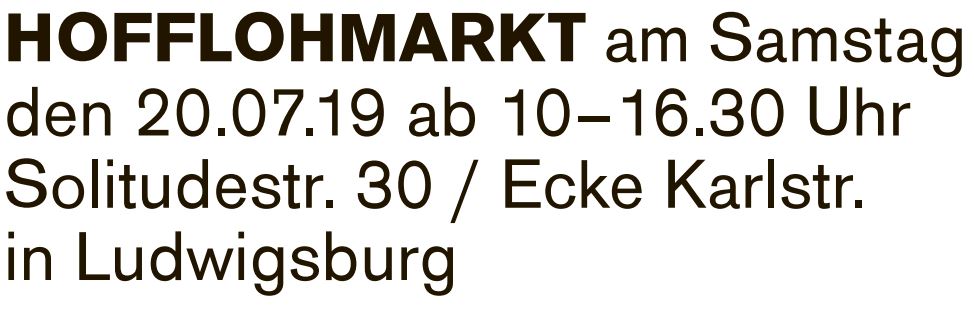 HOFFLOHMARKT am Samstag
den 20.07.19 ab 10–16.30 Uhr
Solitudestr. 30 / Ecke Karlstr.
in Ludwigsburg